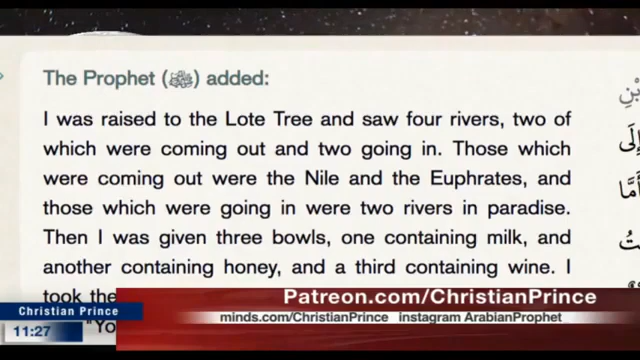 The Prophet (ﷺ) added:
I was raised to the Lote Tree and saw four rivers, two of
which were coming out and two going in. Those which
were coming out were the Nile and the Euphrates, and
those which were going in were two rivers in paradise.
Then I was given three bowls, one containing milk, and
another containing honey, and a third containing wine. I
took the
"Yo
Patreon.com/ChristianPrince
minds.com/ChristianPrince instagram ArabianProphet
Christian Prince
11:27